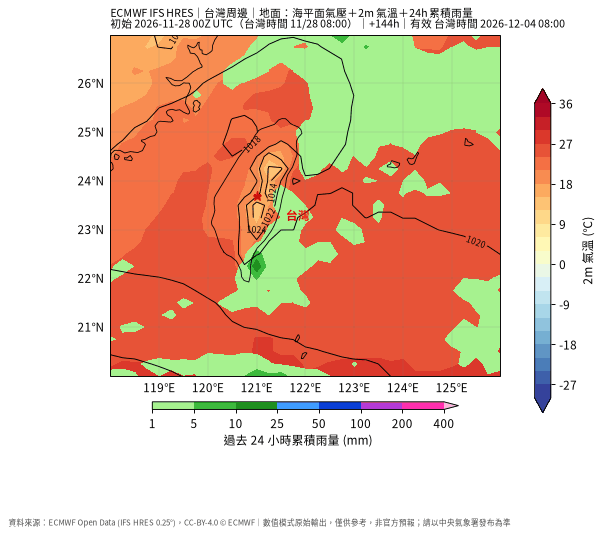 ECMWF IFS HRES｜台灣周邊｜地面：海平面氣壓＋2m 氣溫＋24h 累積雨量
初始 2026-11-28 00Z UTC（台灣時間 11/28 08:00）｜+144h｜有效 台灣時間 2026-12-04 08:00
26°N
25°N
24°N
23°N
22°N
21°N
1018
1024
1022
1024
1020
台灣
119°E 120°E 121°E 122°E 123°E 124°E 125°E
36
27
18
9
0
-9
-18
-27
2m 氣溫 (°C)
1 5 10 25 50 100 200 400
過去 24 小時累積雨量 (mm)
資料來源：ECMWF Open Data (IFS HRES 0.25°)・CC-BY-4.0 © ECMWF｜數值模式原始輸出，僅供參考，非官方預報；請以中央氣象署發布為準